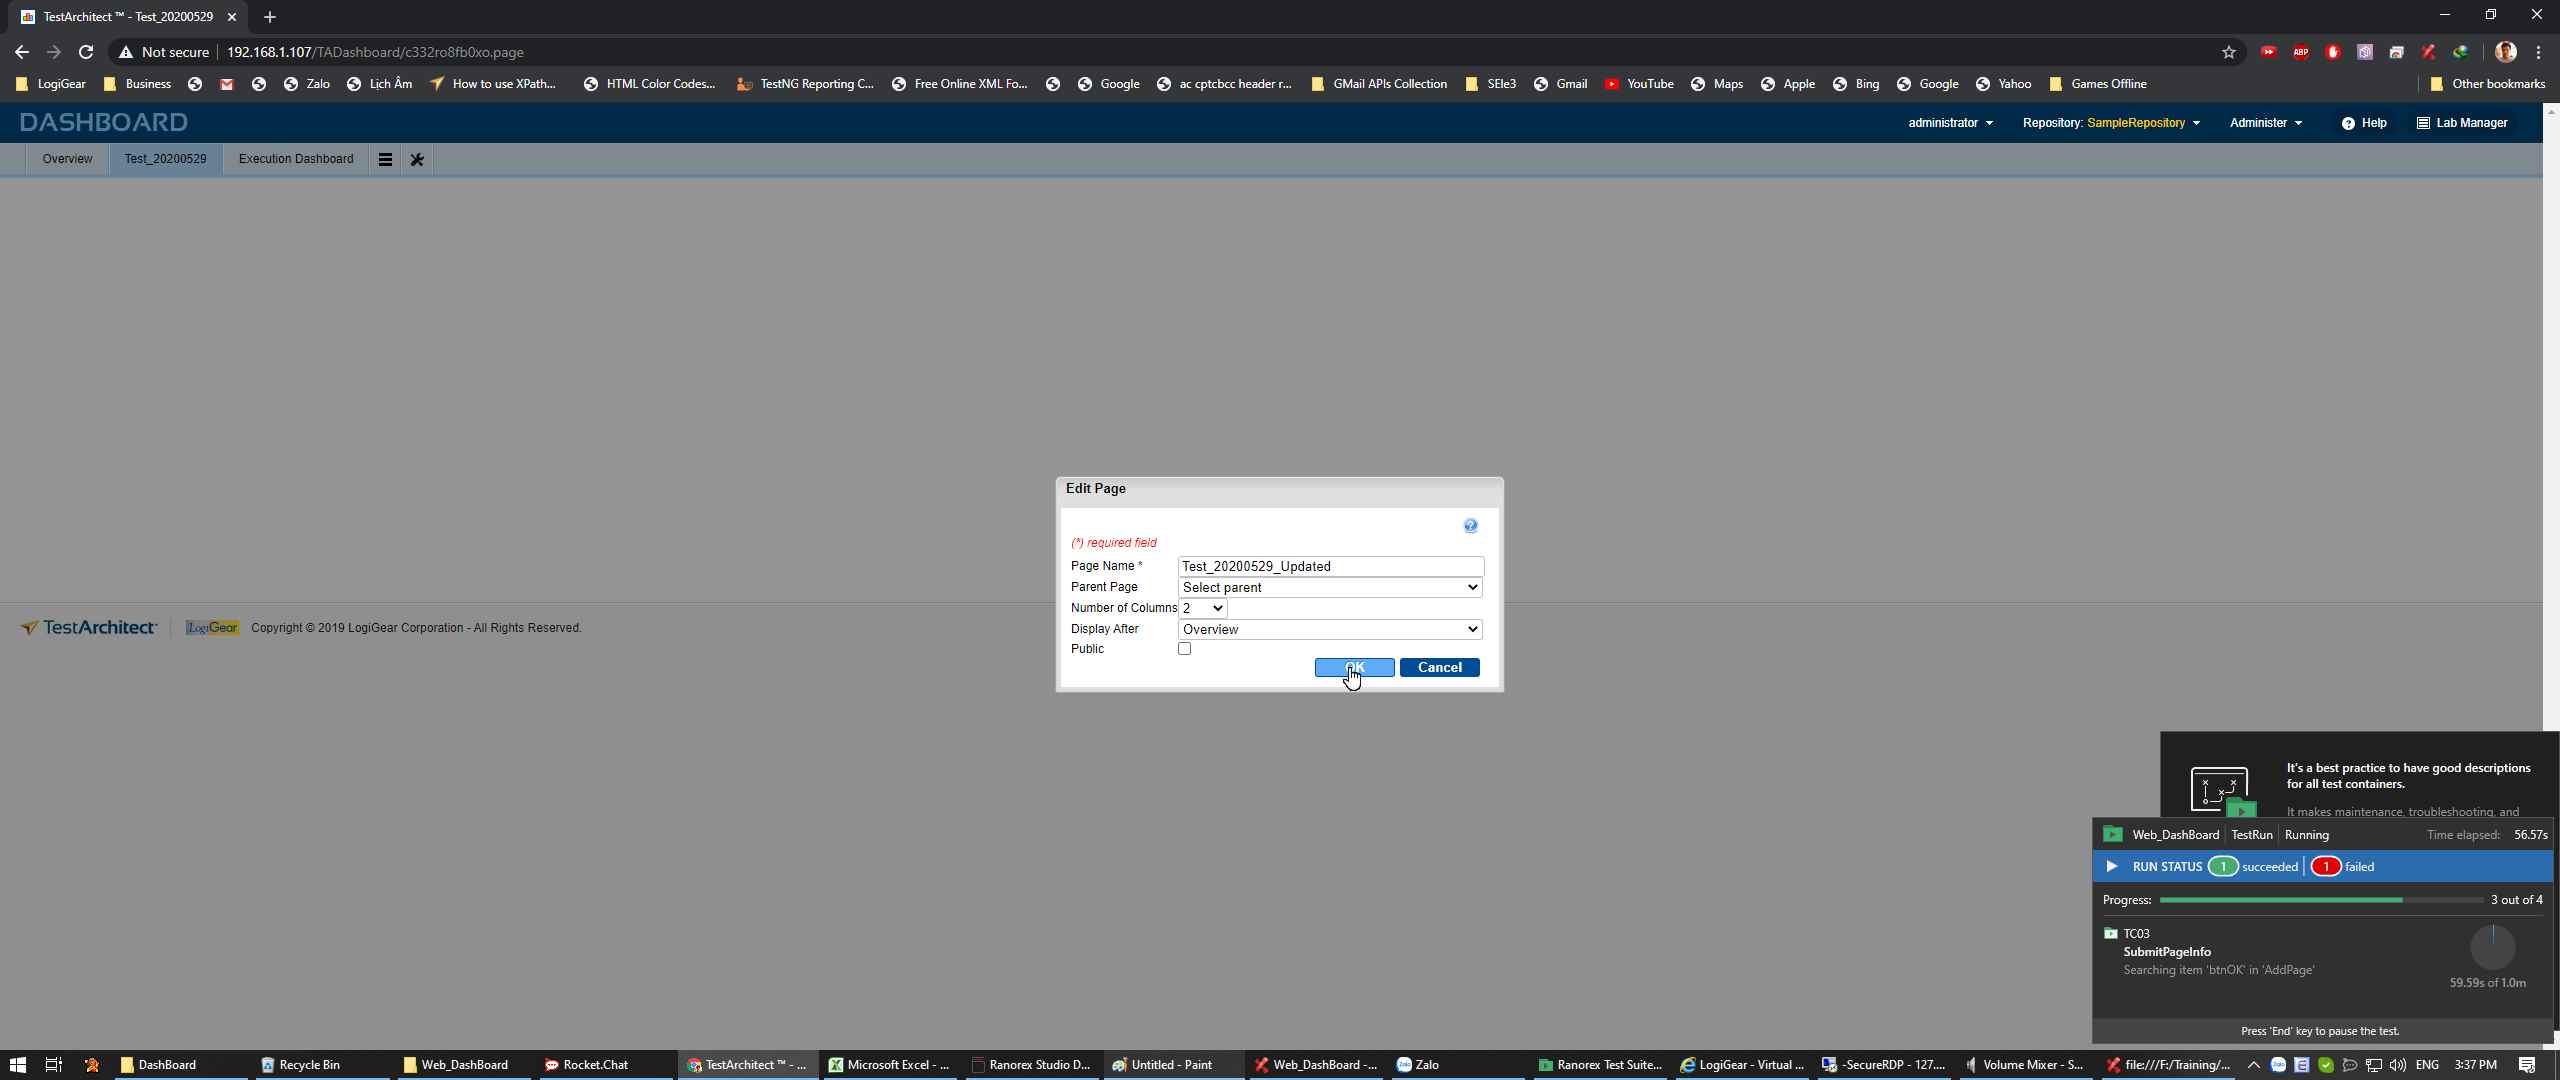 TestArchitect ™ - Test_20200529
Not secure 192.168.1.107/TADashboard/c332ro8fb0xo.page
ABP
LogiGear Business Zalo Lịch Âm How to use XPath... HTML Color Codes... TestNG Reporting C... Free Online XML Fo... Google ac cptcbcc header r... GMail APIs Collection SEle3 Gmail YouTube Maps Apple Bing Google Yahoo Games Offline Other bookmarks
DASHBOARD administrator Repository: SampleRepository Administer Help Lab Manager
Overview Test_20200529 Execution Dashboard
Edit Page
(*) required field
Page Name * Test_20200529_Updated
Parent Page Select parent
Number of Columns 2
Display After Overview
Public
OK Cancel
TestArchitect™ LogiGear Copyright © 2019 LogiGear Corporation - All Rights Reserved.
It's a best practice to have good descriptions
for all test containers.
It makes maintenance, troubleshooting, and
Web_DashBoard TestRun Running Time elapsed: 56.57s
RUN STATUS 1 succeeded 1 failed
Progress: 3 out of 4
TC03
SubmitPageInfo
Searching item 'btnOK' in 'AddPage'
59.59s of 1.0m
Press 'End' key to pause the test.
DashBoard Recycle Bin Web_DashBoard Rocket.Chat TestArchitect ™ - ... Microsoft Excel - ... Ranorex Studio D... Untitled - Paint Web_DashBoard -... Zalo Ranorex Test Suite... LogiGear - Virtual ... -SecureRDP - 127.... Volume Mixer - S... file:///F:/Training/... ENG 3:37 PM